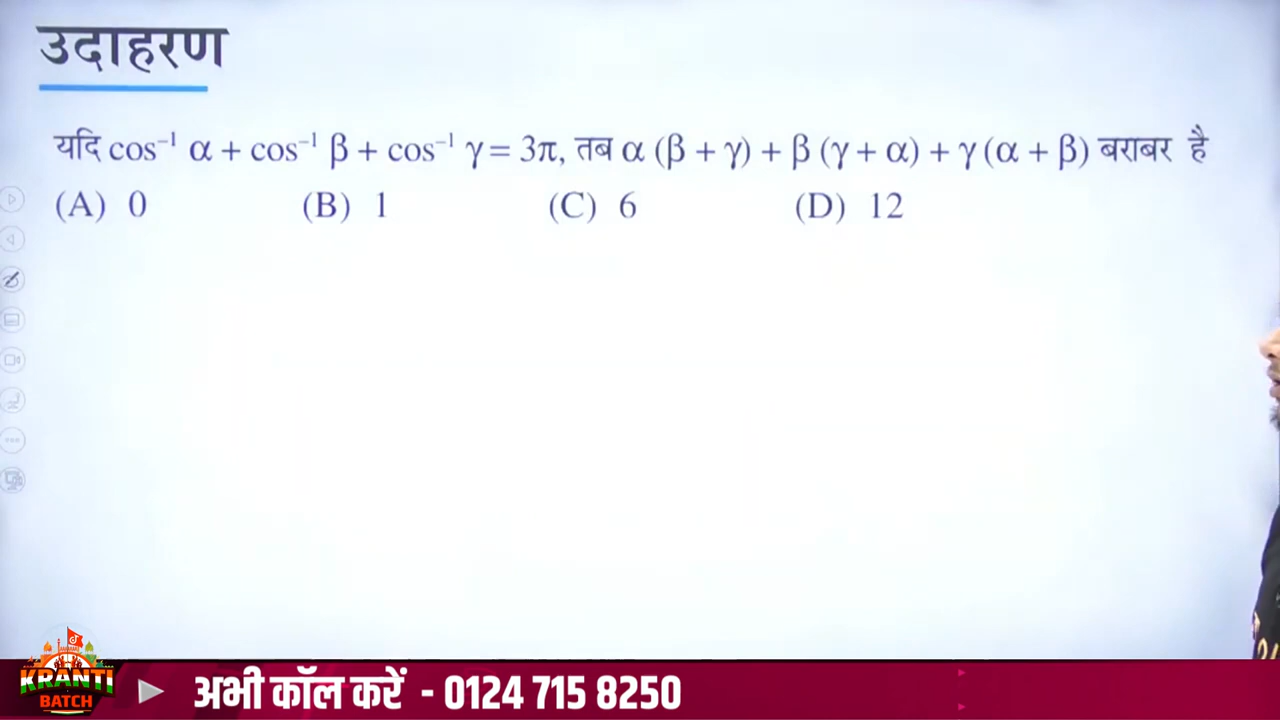 उदाहरण
यदि cos⁻¹ α + cos⁻¹ β + cos⁻¹ γ = 3π, तब α (β + γ) + β (γ + α) + γ (α + β) बराबर है
(A) 0 (B) 1 (C) 6 (D) 12
KRANTI
BATCH
अभी कॉल करें - 0124 715 8250